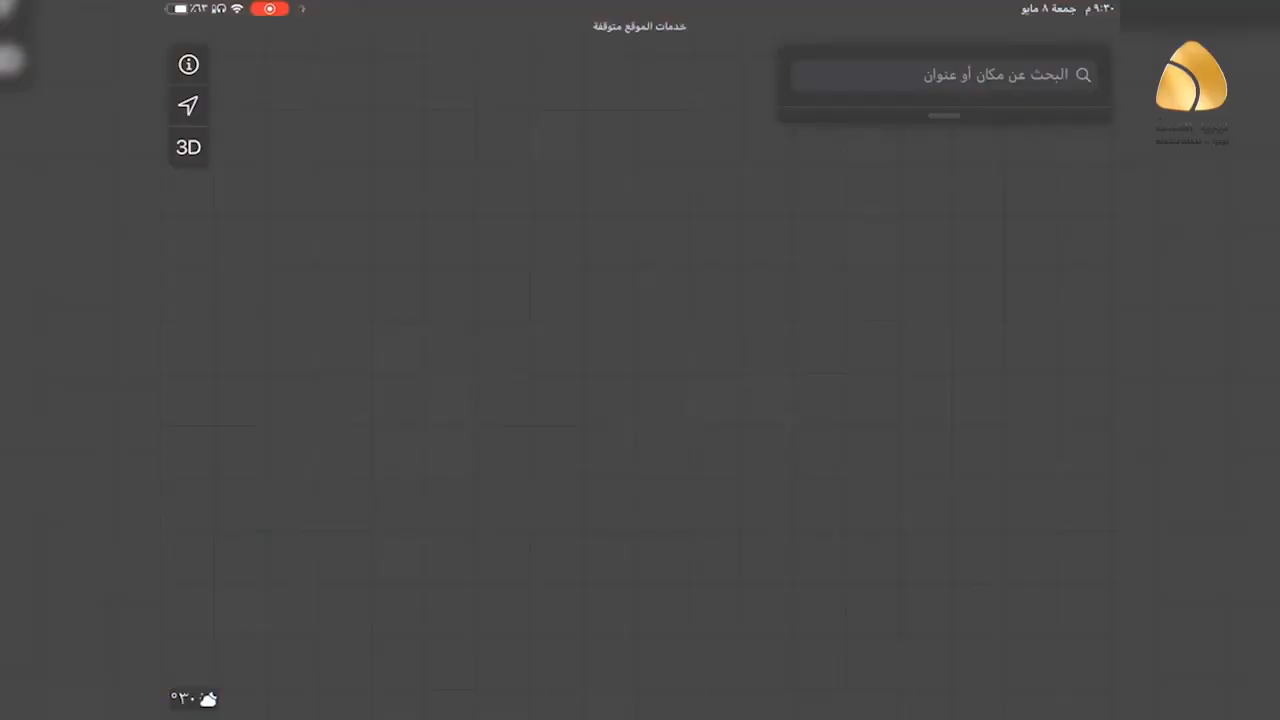 ٩:٣٠ م جمعة ٨ مايو
٪٦٣
خدمات الموقع متوقفة
البحث عن مكان أو عنوان
3D
٣٠°